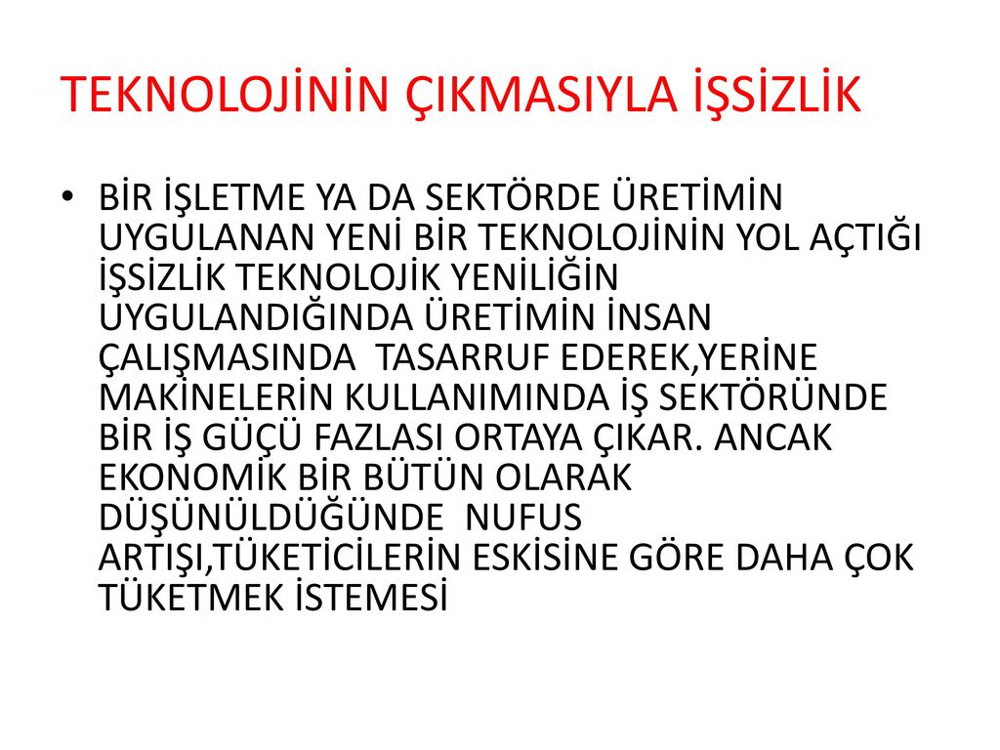 TEKNOLOJİNİN ÇIKMASIYLA İŞSİZLİK
• BİR İŞLETME YA DA SEKTÖRDE ÜRETİMİN
UYGULANAN YENİ BİR TEKNOLOJİNİN YOL AÇTIĞI
İŞSİZLİK TEKNOLOJİK YENİLİĞİN
UYGULANDIĞINDA ÜRETİMİN İNSAN
ÇALIŞMASINDA  TASARRUF EDEREK,YERİNE
MAKİNELERİN KULLANIMINDA İŞ SEKTÖRÜNDE
BİR İŞ GÜÇÜ FAZLASI ORTAYA ÇIKAR. ANCAK
EKONOMİK BİR BÜTÜN OLARAK
DÜŞÜNÜLDÜĞÜNDE  NUFUS
ARTIŞI,TÜKETİCİLERİN ESKİSİNE GÖRE DAHA ÇOK
TÜKETMEK İSTEMESİ